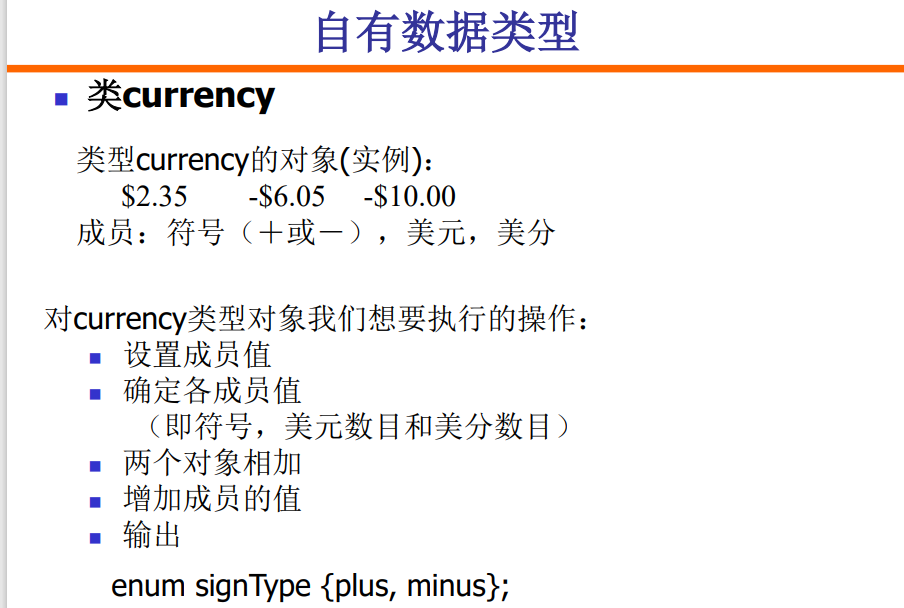 自有数据类型
类currency
类型currency的对象(实例)：
$2.35 -$6.05 -$10.00
成员：符号（＋或－），美元，美分
对currency类型对象我们想要执行的操作：
设置成员值
确定各成员值
（即符号，美元数目和美分数目）
两个对象相加
增加成员的值
输出
enum signType {plus, minus};